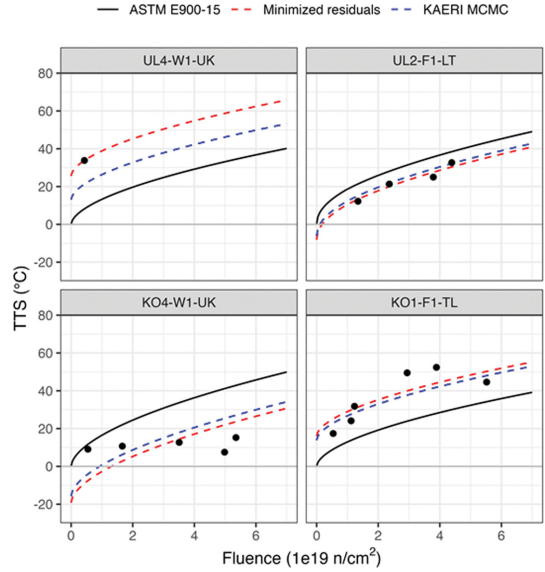 ASTM E900-15 Minimized residuals KAERI MCMC
UL4-W1-UK UL2-F1-LT
80
60
40
20
0
-20
KO4-W1-UK KO1-F1-TL
80
60
40
20
0
-20
0 2 4 6 0 2 4 6
TTS (°C)
Fluence (1e19 n/cm²)